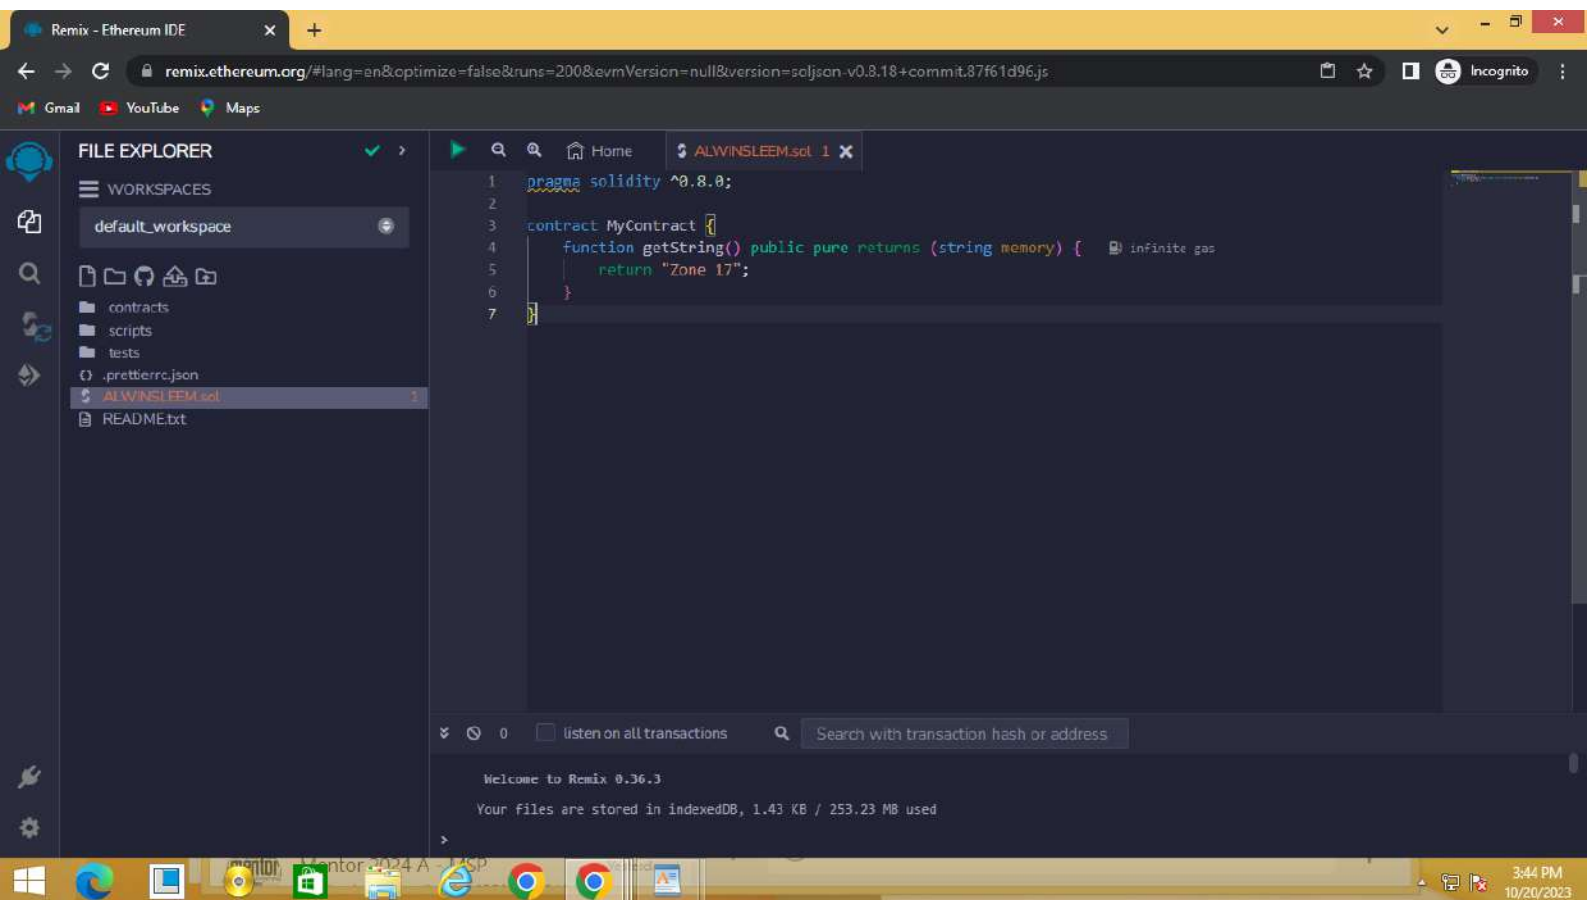 Remix - Ethereum IDE
remix.ethereum.org/#lang=en&optimize=false&runs=200&evmVersion=null&version=soljson-v0.8.18+commit.87f61d96.js
Incognito
Gmail YouTube Maps
FILE EXPLORER
WORKSPACES
default_workspace
contracts
scripts
tests
.prettierrc.json
ALWINSLEEM.sol 1
README.txt
Home ALWINSLEEM.sol 1
1 pragma solidity ^0.8.0;
2
3 contract MyContract {
4 function getString() public pure returns (string memory) { infinite gas
5 return "Zone 17";
6 }
7 }
0 listen on all transactions Search with transaction hash or address
Welcome to Remix 0.36.3
Your files are stored in indexedDB, 1.43 KB / 253.23 MB used
>
mentor Mentor 2024 A - MSP
3:44 PM
10/20/2023